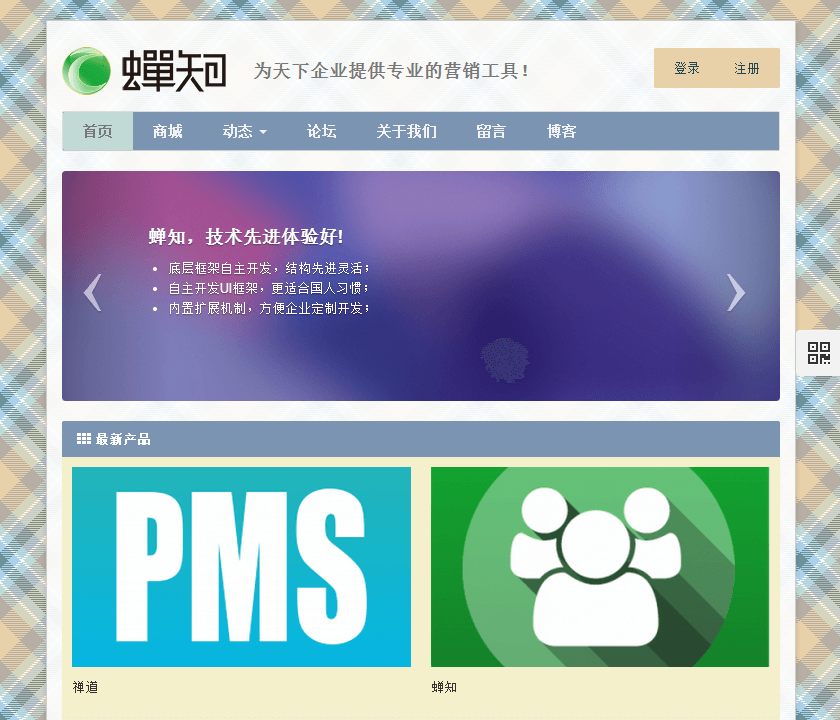 蝉知
为天下企业提供专业的营销工具！
登录 注册
首页 商城 动态 论坛 关于我们 留言 博客
蝉知，技术先进体验好!
底层框架自主开发，结构先进灵活；
自主开发UI框架，更适合国人习惯；
内置扩展机制，方便企业定制开发；
最新产品
PMS
禅道
蝉知